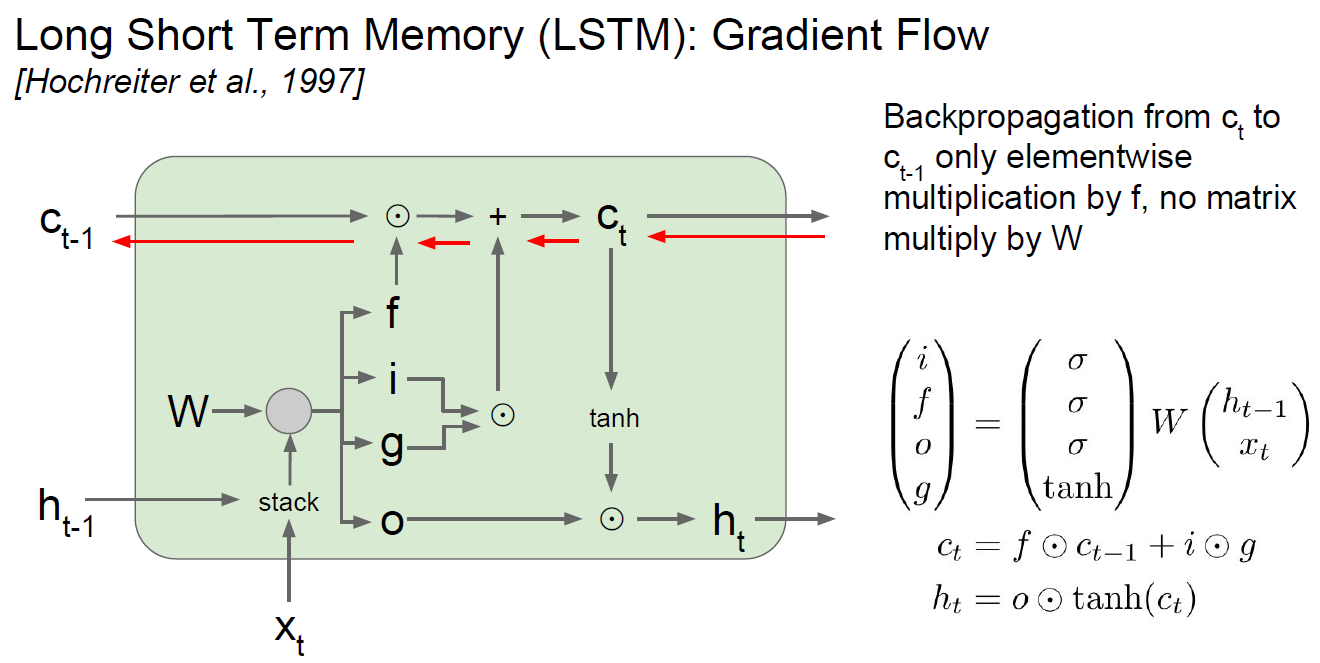 Long Short Term Memory (LSTM): Gradient Flow
[Hochreiter et al., 1997]
Backpropagation from c_t to
c_t-1 only elementwise
multiplication by f, no matrix
multiply by W
c_t-1
⊙
+
c_t
f
i
W
⊙
g
tanh
h_t-1
stack
o
⊙
h_t
x_t
(i f o g) = (σ σ σ tanh) W (h_{t−1} x_t)
c_t = f ⊙ c_{t−1} + i ⊙ g
h_t = o ⊙ tanh(c_t)